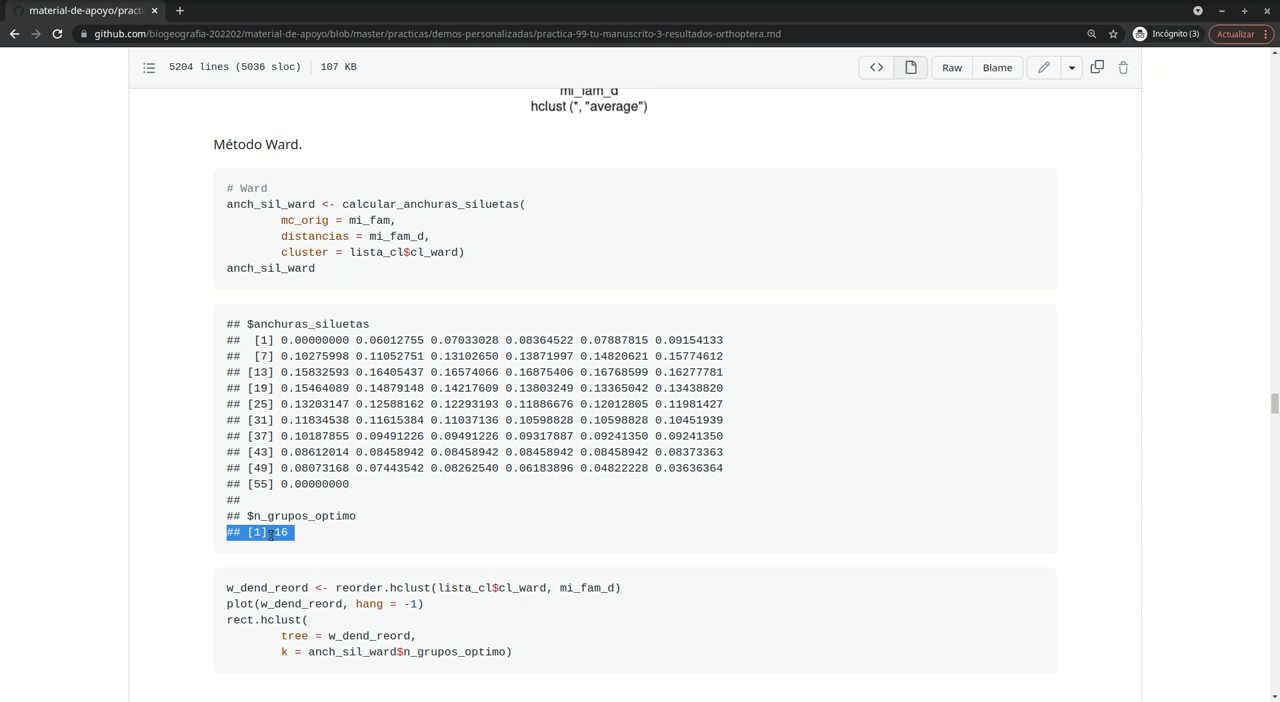 material-de-apoyo/practi
github.com/biogeografia-202202/material-de-apoyo/blob/master/practicas/demos-personalizadas/practica-99-tu-manuscrito-3-resultados-orthoptera.md
Incógnito (3)
Actualizar
5204 lines (5036 sloc)
107 KB
Raw
Blame
mi_fam_d
hclust (*, "average")
Método Ward.
# Ward
anch_sil_ward <- calcular_anchuras_siluetas(
mc_orig = mi_fam,
distancias = mi_fam_d,
cluster = lista_cl$cl_ward)
anch_sil_ward
## $anchuras_siluetas
## [1] 0.00000000 0.06012755 0.07033028 0.08364522 0.07887815 0.09154133
## [7] 0.10275998 0.11052751 0.13102650 0.13871997 0.14820621 0.15774612
## [13] 0.15832593 0.16405437 0.16574066 0.16875406 0.16768599 0.16277781
## [19] 0.15464089 0.14879148 0.14217609 0.13803249 0.13365042 0.13438820
## [25] 0.13203147 0.12588162 0.12293193 0.11886676 0.12012805 0.11981427
## [31] 0.11834538 0.11615384 0.11037136 0.10598828 0.10598828 0.10451939
## [37] 0.10187855 0.09491226 0.09491226 0.09317887 0.09241350 0.09241350
## [43] 0.08612014 0.08458942 0.08458942 0.08458942 0.08458942 0.08373363
## [49] 0.08073168 0.07443542 0.08262540 0.06183896 0.04822228 0.03636364
## [55] 0.00000000
##
## $n_grupos_optimo
## [1] 16
w_dend_reord <- reorder.hclust(lista_cl$cl_ward, mi_fam_d)
plot(w_dend_reord, hang = -1)
rect.hclust(
tree = w_dend_reord,
k = anch_sil_ward$n_grupos_optimo)